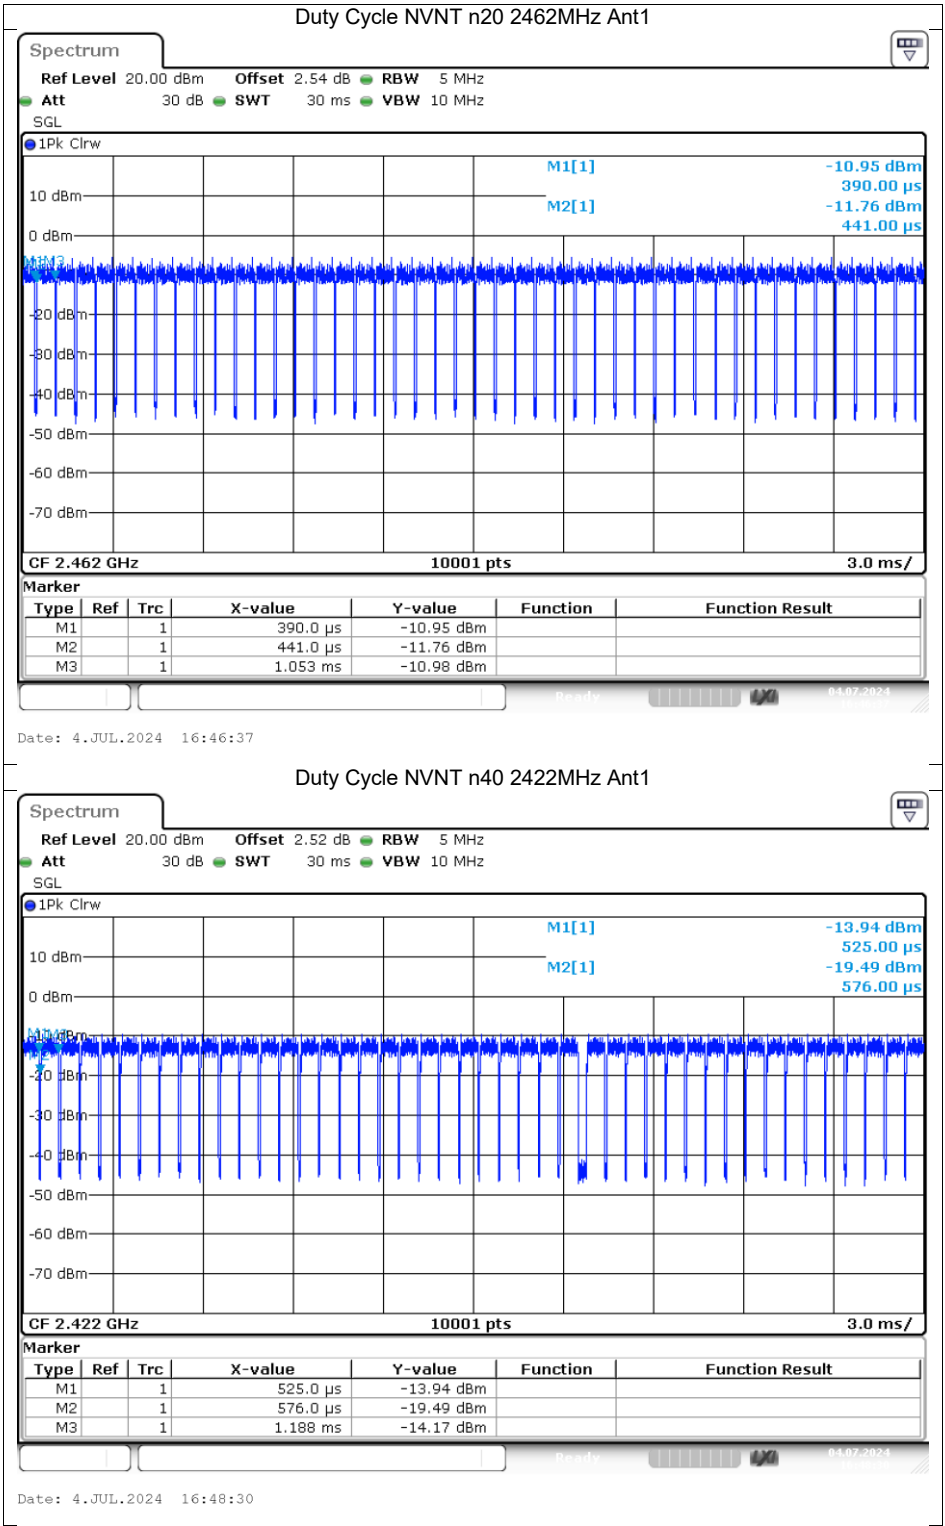 Duty Cycle NVNT n20 2462MHz Ant1
Spectrum
Ref Level 20.00 dBm Offset 2.54 dB RBW 5 MHz
Att 30 dB SWT 30 ms VBW 10 MHz
SGL
1Pk Clrw
M1[1] -10.95 dBm
390.00 µs
10 dBm
M2[1] -11.76 dBm
441.00 µs
0 dBm
-20 dBm
-30 dBm
-40 dBm
-50 dBm
-60 dBm
-70 dBm
CF 2.462 GHz 10001 pts 3.0 ms/
Marker
Type Ref Trc X-value Y-value Function Function Result
M1 1 390.0 µs -10.95 dBm
M2 1 441.0 µs -11.76 dBm
M3 1 1.053 ms -10.98 dBm
Ready 04.07.2024
Date: 4.JUL.2024 16:46:37
Duty Cycle NVNT n40 2422MHz Ant1
Spectrum
Ref Level 20.00 dBm Offset 2.52 dB RBW 5 MHz
Att 30 dB SWT 30 ms VBW 10 MHz
SGL
1Pk Clrw
M1[1] -13.94 dBm
525.00 µs
10 dBm
M2[1] -19.49 dBm
576.00 µs
0 dBm
-20 dBm
-30 dBm
-40 dBm
-50 dBm
-60 dBm
-70 dBm
CF 2.422 GHz 10001 pts 3.0 ms/
Marker
Type Ref Trc X-value Y-value Function Function Result
M1 1 525.0 µs -13.94 dBm
M2 1 576.0 µs -19.49 dBm
M3 1 1.188 ms -14.17 dBm
Ready 04.07.2024
Date: 4.JUL.2024 16:48:30